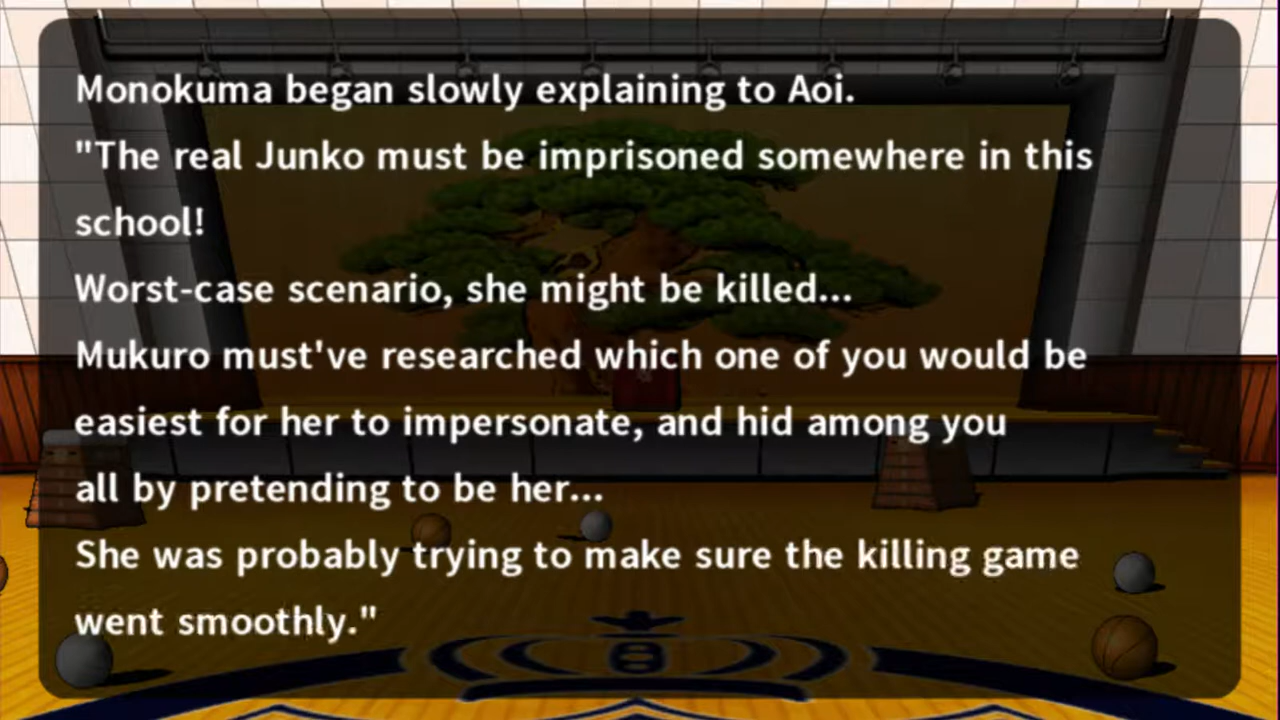 Monokuma began slowly explaining to Aoi.
"The real Junko must be imprisoned somewhere in this
school!
Worst-case scenario, she might be killed...
Mukuro must've researched which one of you would be
easiest for her to impersonate, and hid among you
all by pretending to be her...
She was probably trying to make sure the killing game
went smoothly."